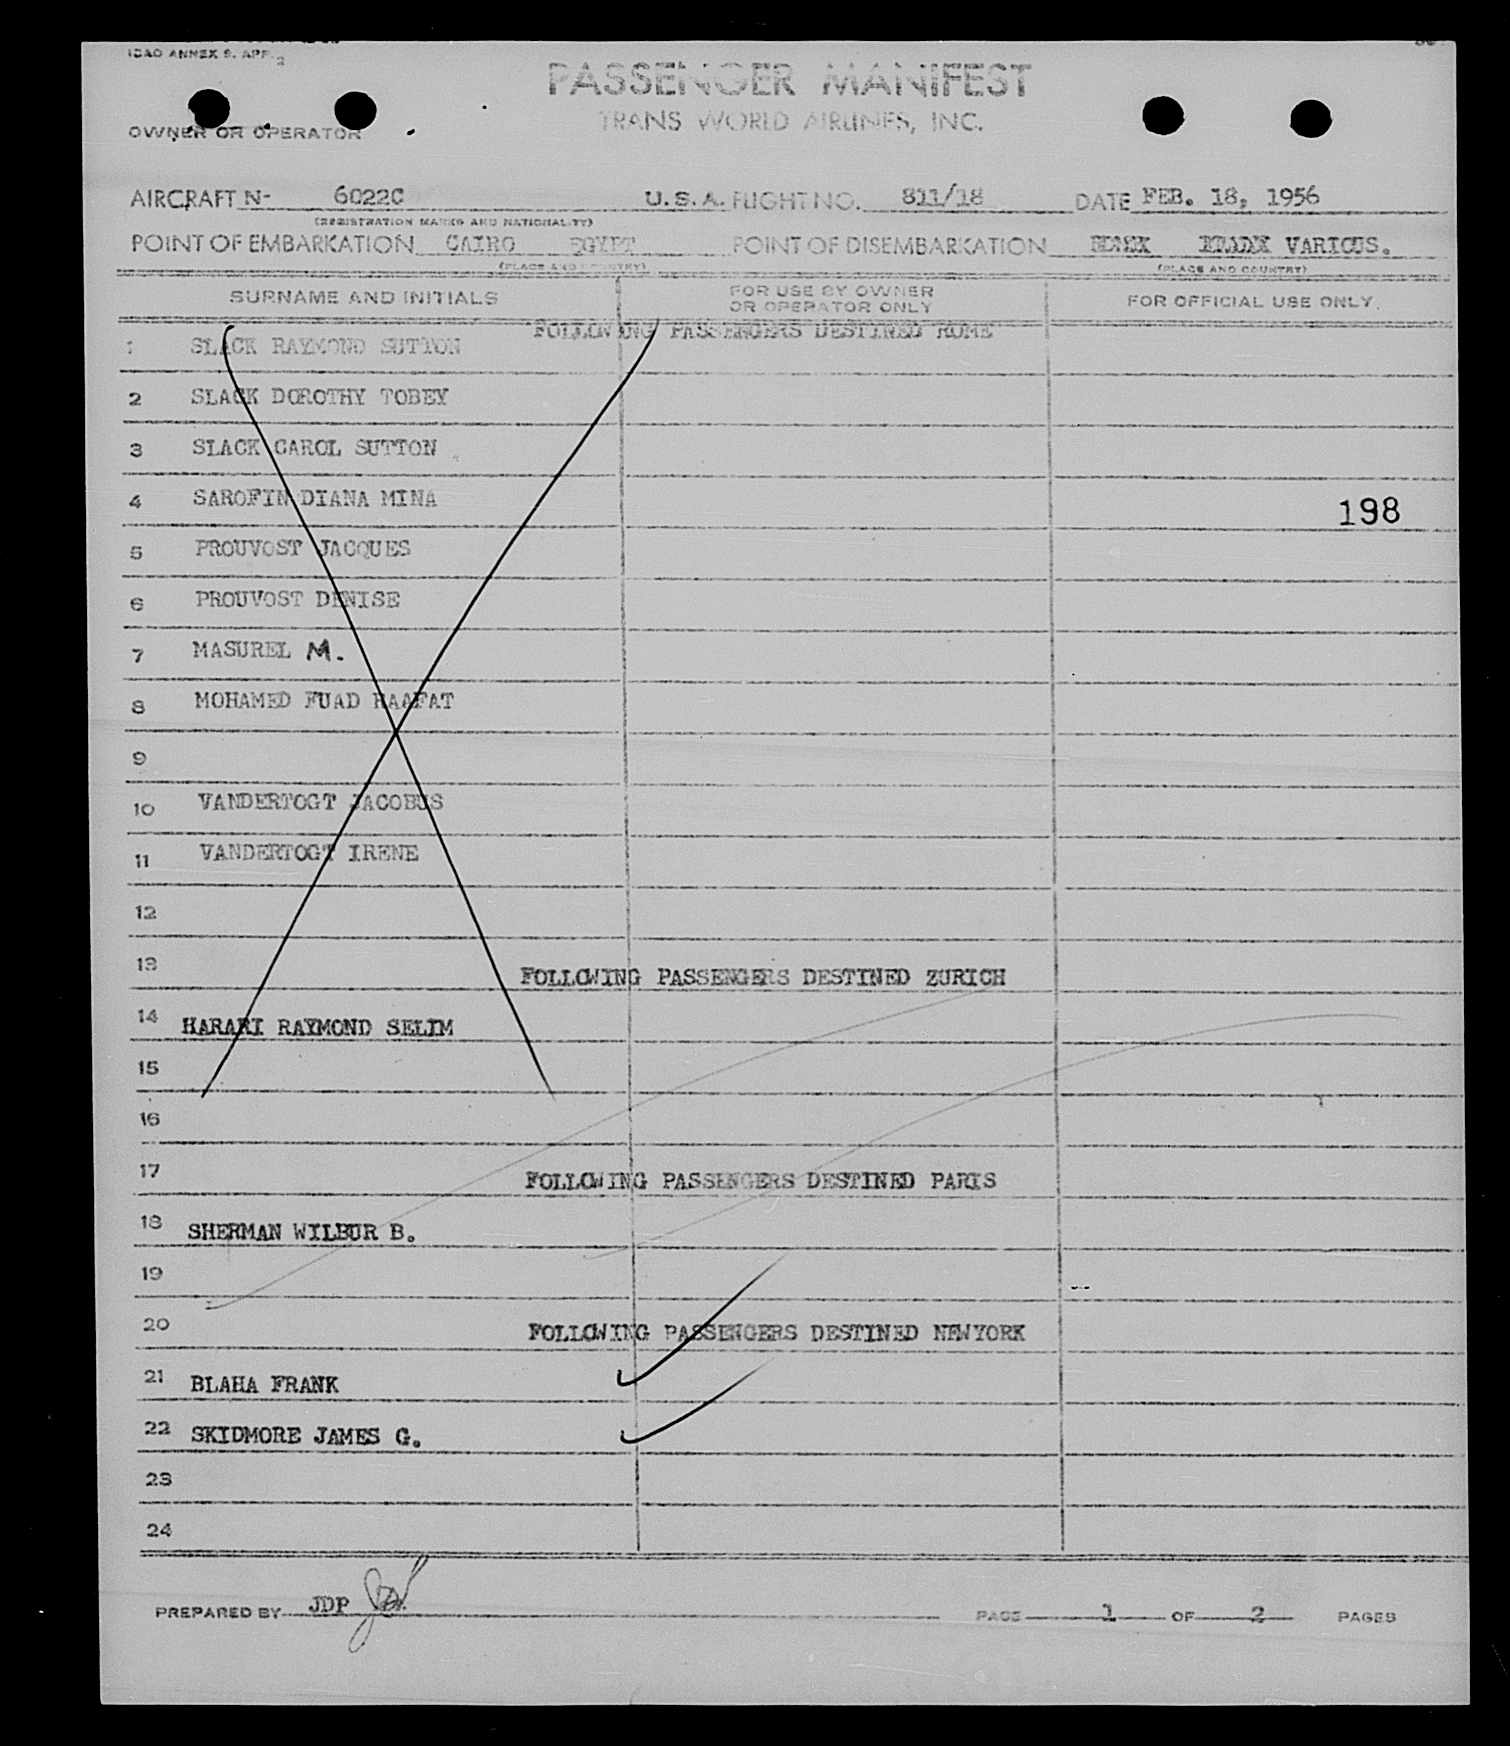 ICAO ANNEX 9. APP. 2
PASSENGER MANIFEST
TRANS WORLD AIRLINES, INC.
OWNER OR OPERATOR
AIRCRAFT N- 6022C U.S.A. FLIGHT NO. 811/18 DATE FEB. 18, 1956
(REGISTRATION MARKS AND NATIONALITY)
POINT OF EMBARKATION CAIRO EGYPT POINT OF DISEMBARKATION VARIOUS.
(PLACE AND COUNTRY) (PLACE AND COUNTRY)
SURNAME AND INITIALS FOR USE BY OWNER OR OPERATOR ONLY FOR OFFICIAL USE ONLY.
FOLLOWING PASSENGERS DESTINED ROME
1 SLACK RAYMOND SUTTON
2 SLACK DOROTHY TOBEY
3 SLACK CAROL SUTTON
4 SAROFIN DIANA MINA 198
5 PROUVOST JACQUES
6 PROUVOST DENISE
7 MASUREL M.
8 MOHAMED FUAD RAAFAT
9
10 VANDERTOGT JACOBUS
11 VANDERTOGT IRENE
12
13 FOLLOWING PASSENGERS DESTINED ZURICH
14 HARARI RAYMOND SELIM
15
16
17 FOLLOWING PASSENGERS DESTINED PARIS
18 SHERMAN WILBUR B.
19
20 FOLLOWING PASSENGERS DESTINED NEWYORK
21 BLAHA FRANK
22 SKIDMORE JAMES G.
23
24
PREPARED BY JDP PAGE 1 OF 2 PAGES